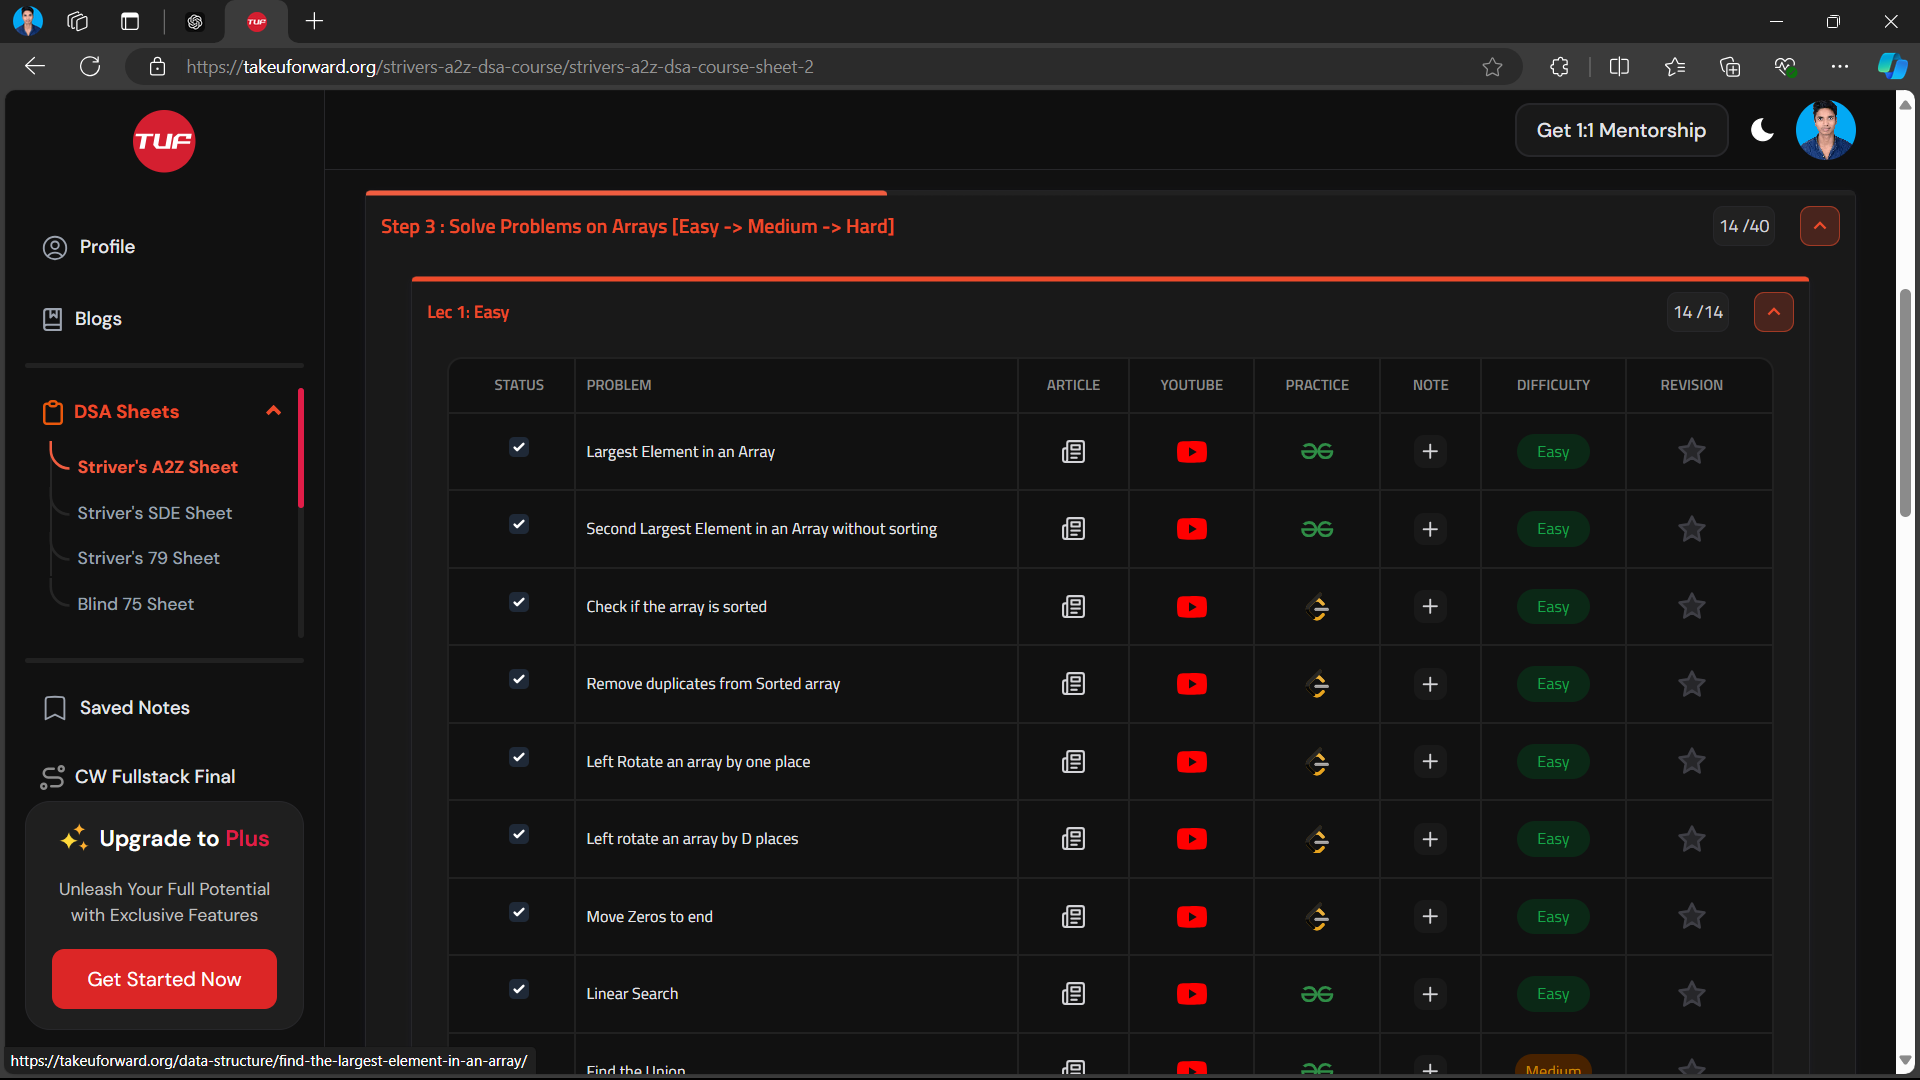 TUF
https://takeuforward.org/strivers-a2z-dsa-course/strivers-a2z-dsa-course-sheet-2
TUF
Get 1:1 Mentorship
Profile
Blogs
DSA Sheets
Striver's A2Z Sheet
Striver's SDE Sheet
Striver's 79 Sheet
Blind 75 Sheet
Saved Notes
CW Fullstack Final
Upgrade to Plus
Unleash Your Full Potential
with Exclusive Features
Get Started Now
Step 3 : Solve Problems on Arrays [Easy -> Medium -> Hard]
14 /40
Lec 1: Easy
14 /14
STATUS PROBLEM ARTICLE YOUTUBE PRACTICE NOTE DIFFICULTY REVISION
Largest Element in an Array Easy
Second Largest Element in an Array without sorting Easy
Check if the array is sorted Easy
Remove duplicates from Sorted array Easy
Left Rotate an array by one place Easy
Left rotate an array by D places Easy
Move Zeros to end Easy
Linear Search Easy
Find the Union Medium
https://takeuforward.org/data-structure/find-the-largest-element-in-an-array/